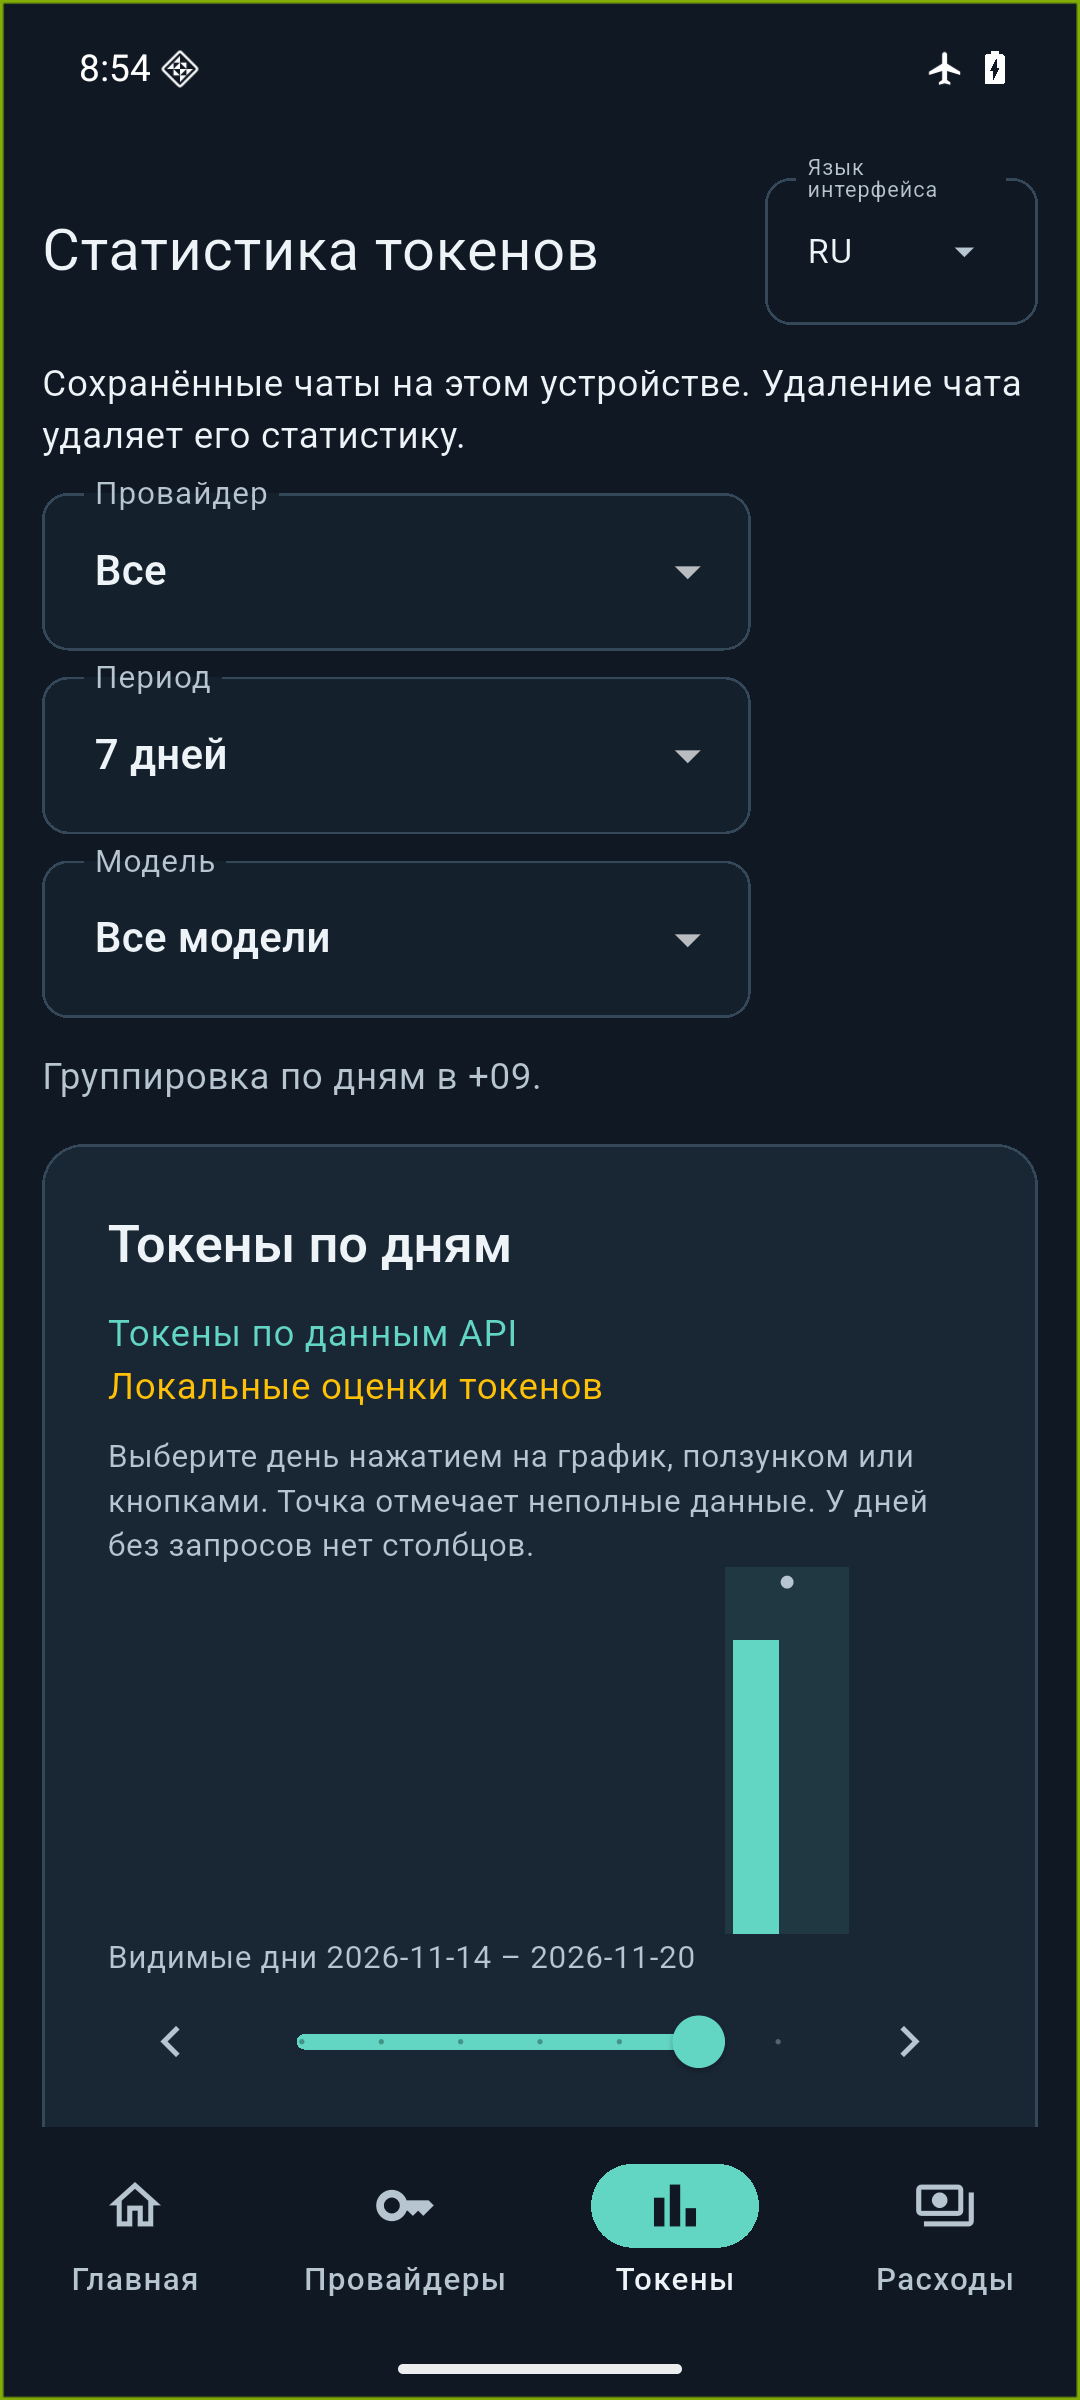 8:54
Язык
интерфейса
Статистика токенов
RU
Сохранённые чаты на этом устройстве. Удаление чата
удаляет его статистику.
Провайдер
Все
Период
7 дней
Модель
Все модели
Группировка по дням в +09.
Токены по дням
Токены по данным API
Локальные оценки токенов
Выберите день нажатием на график, ползунком или
кнопками. Точка отмечает неполные данные. У дней
без запросов нет столбцов.
Видимые дни 2026-11-14 – 2026-11-20
Главная
Провайдеры
Токены
Расходы